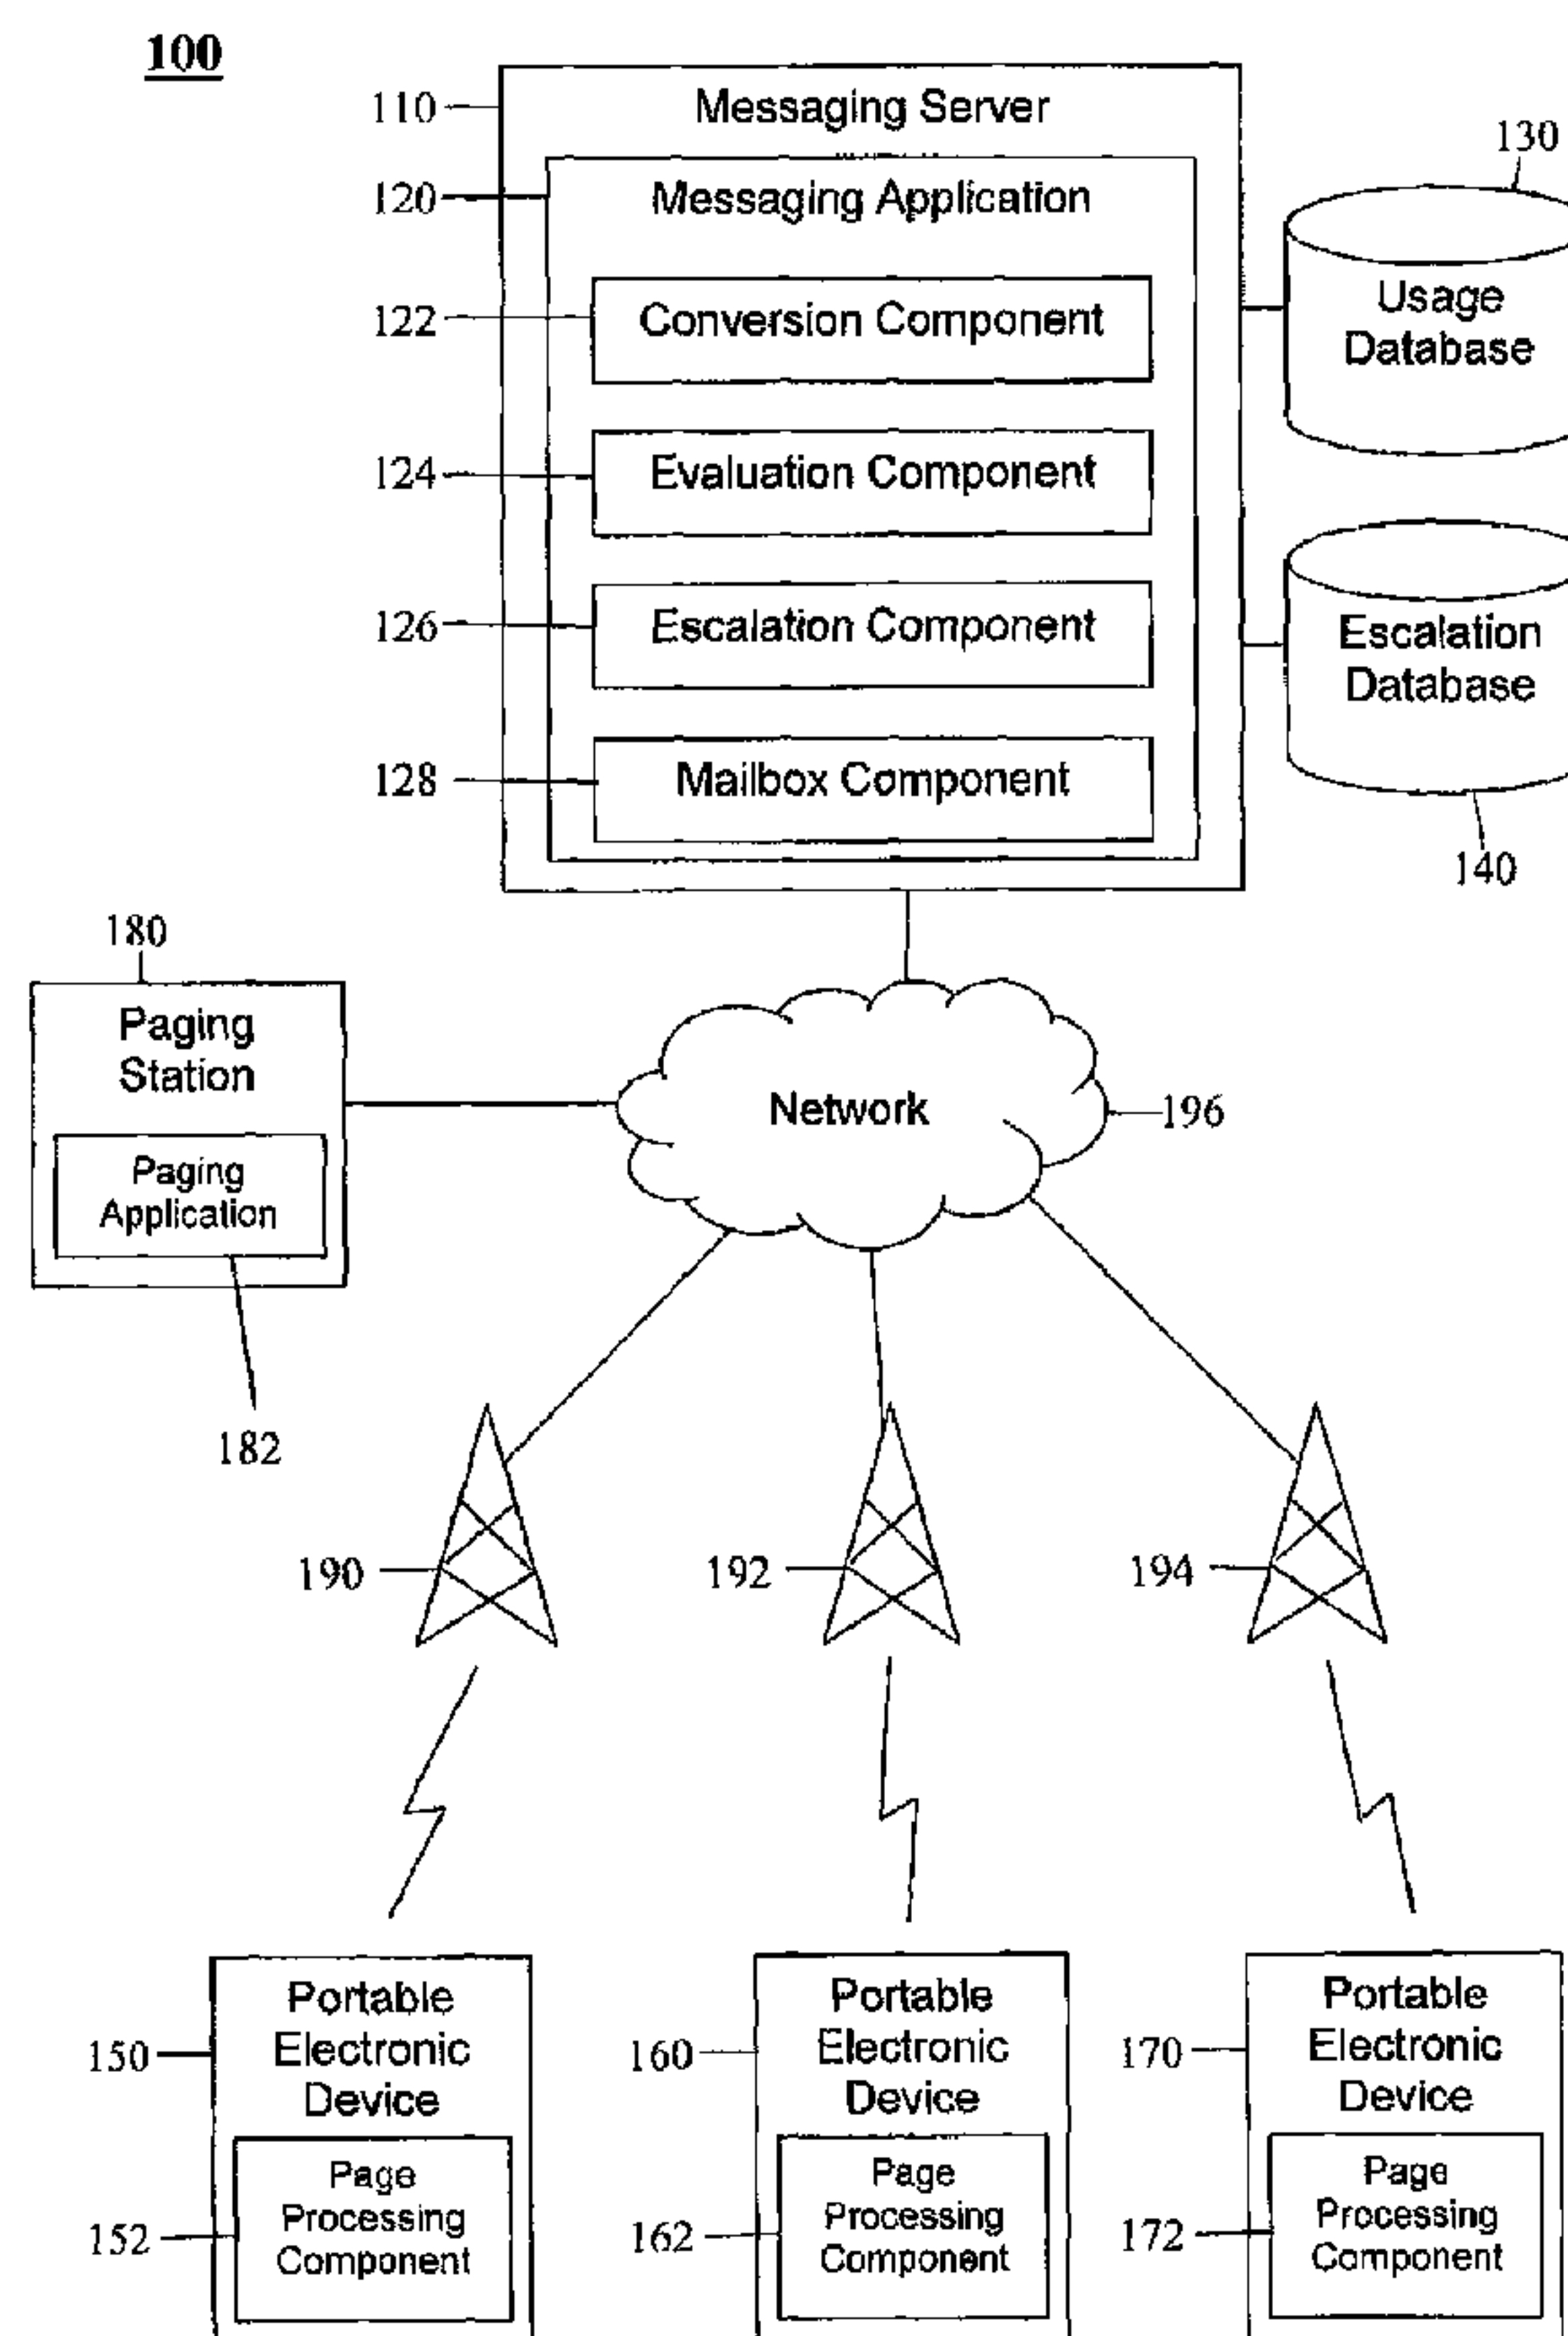 100
110
Messaging Server
130
120
Messaging Application
122
Conversion Component
Usage
Database
124
Evaluation Component
126
Escalation Component
Escalation
Database
128
Mailbox Component
140
180
Paging
Station
Network
196
Paging
Application
182
190
192
194
Portable
Electronic
Device
150
Page
Processing
Component
152
Portable
Electronic
Device
160
Page
Processing
Component
162
Portable
Electronic
Device
170
Page
Processing
Component
172